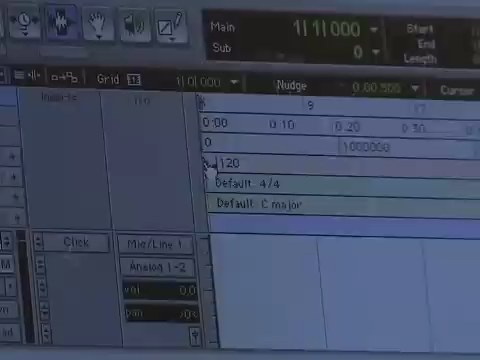 Main 1| 1| 000 Start
Sub 0 End
Length
Grid 1| 0| 000 Nudge 0:00.500 Cursor
Inserts I/O 9 17
0:00 0:10 0:20 0:30
0 1000000
120
Default: 4/4
Default: C major
Click Mic/Line 1
M Analog 1-2
vol 0.0
pan